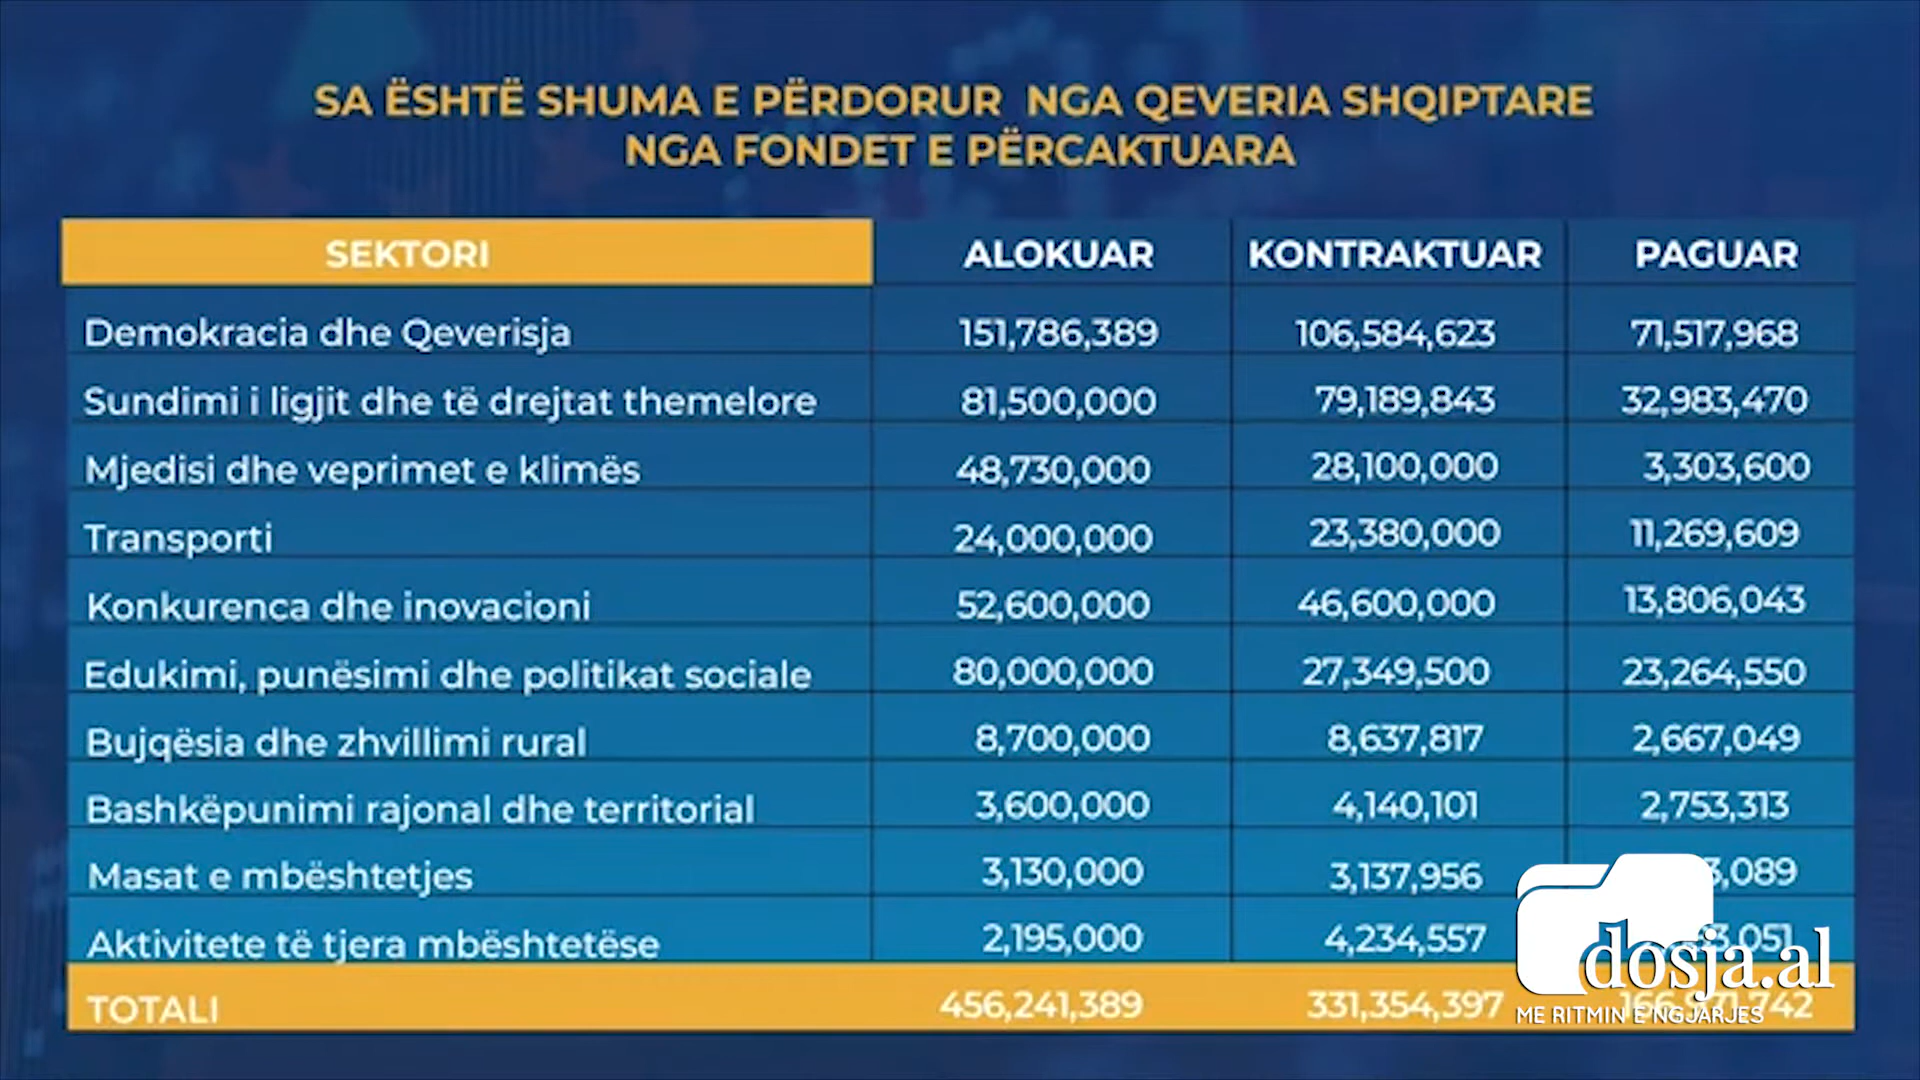 SA ËSHTË SHUMA E PËRDORUR NGA QEVERIA SHQIPTARE
NGA FONDET E PËRCAKTUARA
SEKTORI ALOKUAR KONTRAKTUAR PAGUAR
Demokracia dhe Qeverisja 151,786,389 106,584,623 71,517,968
Sundimi i ligjit dhe të drejtat themelore 81,500,000 79,189,843 32,983,470
Mjedisi dhe veprimet e klimës 48,730,000 28,100,000 3,303,600
Transporti 24,000,000 23,380,000 11,269,609
Konkurenca dhe inovacioni 52,600,000 46,600,000 13,806,043
Edukimi, punësimi dhe politikat sociale 80,000,000 27,349,500 23,264,550
Bujqësia dhe zhvillimi rural 8,700,000 8,637,817 2,667,049
Bashkëpunimi rajonal dhe territorial 3,600,000 4,140,101 2,753,313
Masat e mbështetjes 3,130,000 3,137,956
Aktivitete të tjera mbështetëse 2,195,000 4,234,557
TOTALI 456,241,389 331,354,397
dosja.al
ME RITMIN E NGJARJES